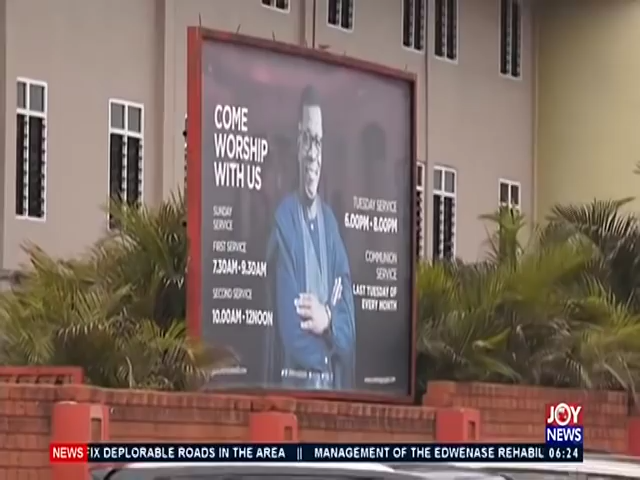 COME
WORSHIP
WITH US
SUNDAY
SERVICE
FIRST SERVICE
7.30AM - 9.30AM
SECOND SERVICE
10.00AM - 12NOON
TUESDAY SERVICE
6.00PM - 8.00PM
COMMUNION
SERVICE
LAST TUESDAY OF
EVERY MONTH
JOY
NEWS
NEWS FIX DEPLORABLE ROADS IN THE AREA || MANAGEMENT OF THE EDWENASE REHABIL 06:24